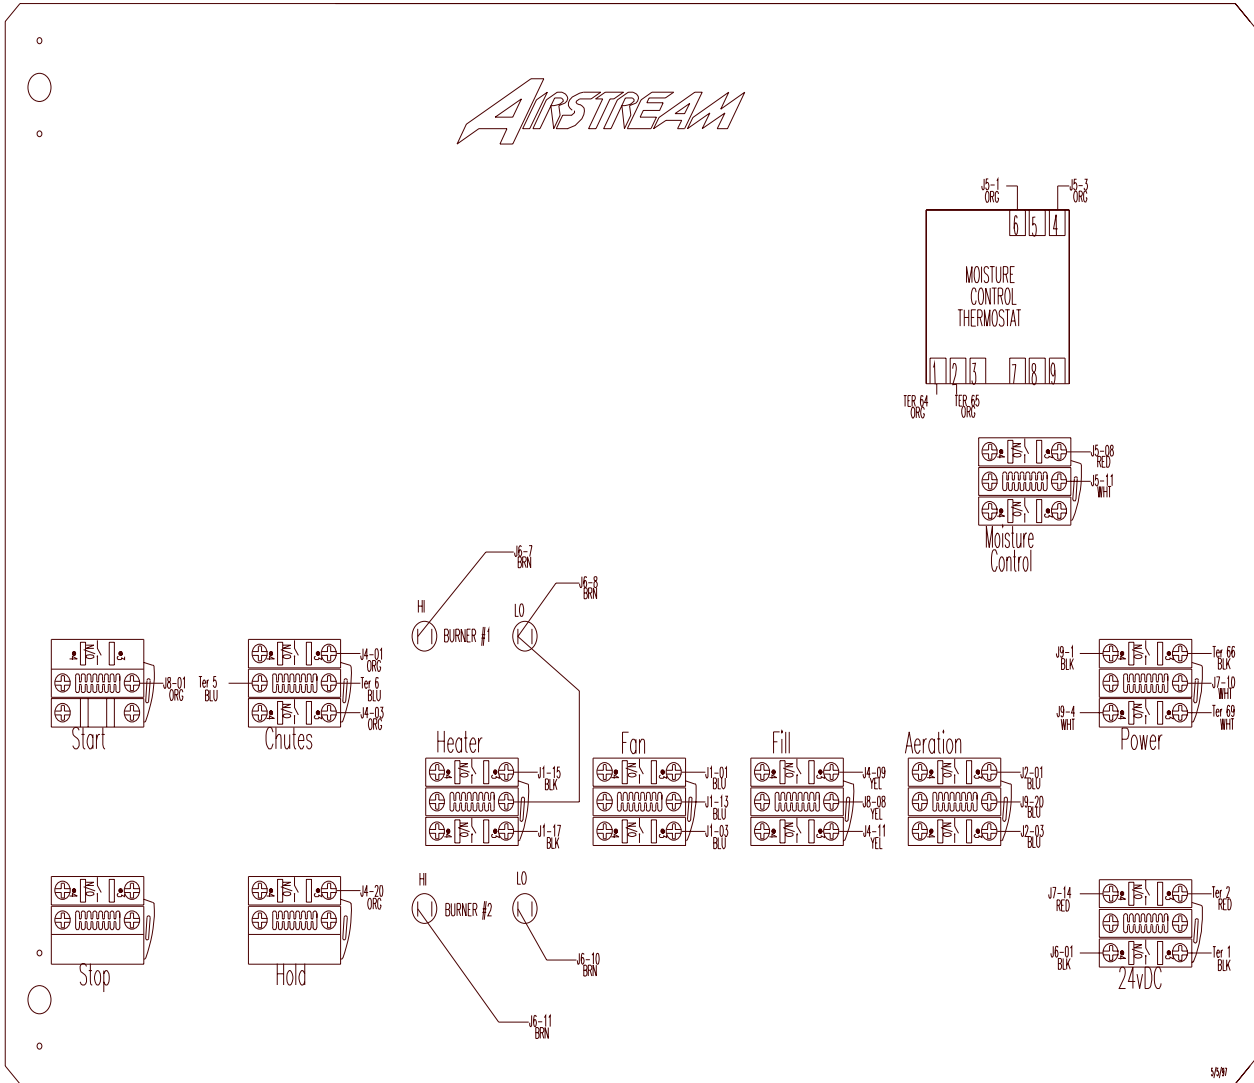 AIRSTREAM
J5-1
ORG
J5-3
ORG
6 5 4
MOISTURE
CONTROL
THERMOSTAT
1 2 3 7 8 9
TER 64
ORG
TER 65
ORG
N/O
J5-08
RED
J5-11
WHT
N/O
Moisture
Control
J6-7
BRN
J6-8
BRN
HI
BURNER #1
LO
4 N/O 3
J8-01
ORG
Start
N/O
J4-01
ORG
Ter 5
BLU
Ter 6
BLU
N/O
J4-03
ORG
Chutes
J9-1
BLK
N/O
Ter 66
BLK
J7-10
WHT
J9-4
WHT
N/O
Ter 69
WHT
Power
Heater
N/O
J1-15
BLK
N/O
J1-17
BLK
Fan
N/O
J1-01
BLU
J1-13
BLU
N/O
J1-03
BLU
Fill
N/O
J4-09
YEL
J8-08
YEL
N/O
J4-11
YEL
Aeration
N/O
J2-01
BLU
J9-20
BLU
N/O
J2-03
BLU
N/O
Stop
N/O
J4-20
ORG
Hold
HI
BURNER #2
LO
J6-10
BRN
J6-11
BRN
J7-14
RED
N/O
Ter 2
RED
J6-01
BLK
N/O
Ter 1
BLK
24vDC
5/5/97